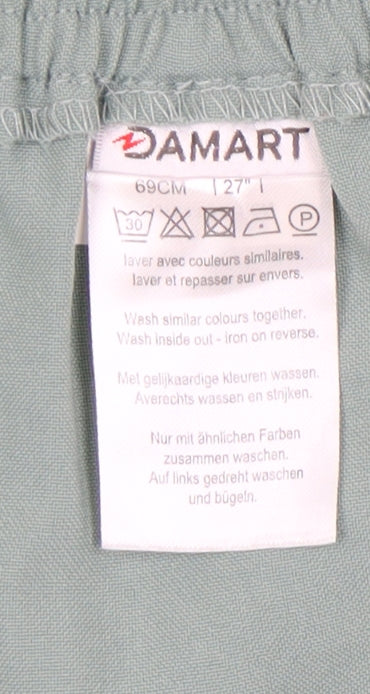 DAMART
69CM | 27" |
30 P
laver avec couleurs similaires.
laver et repasser sur envers.
Wash similar colours together.
Wash inside out - iron on reverse.
Met gelijkaardige kleuren wassen.
Averechts wassen en strijken.
Nur mit ähnlichen Farben
zusammen waschen.
Auf links gedreht waschen
und bügeln.